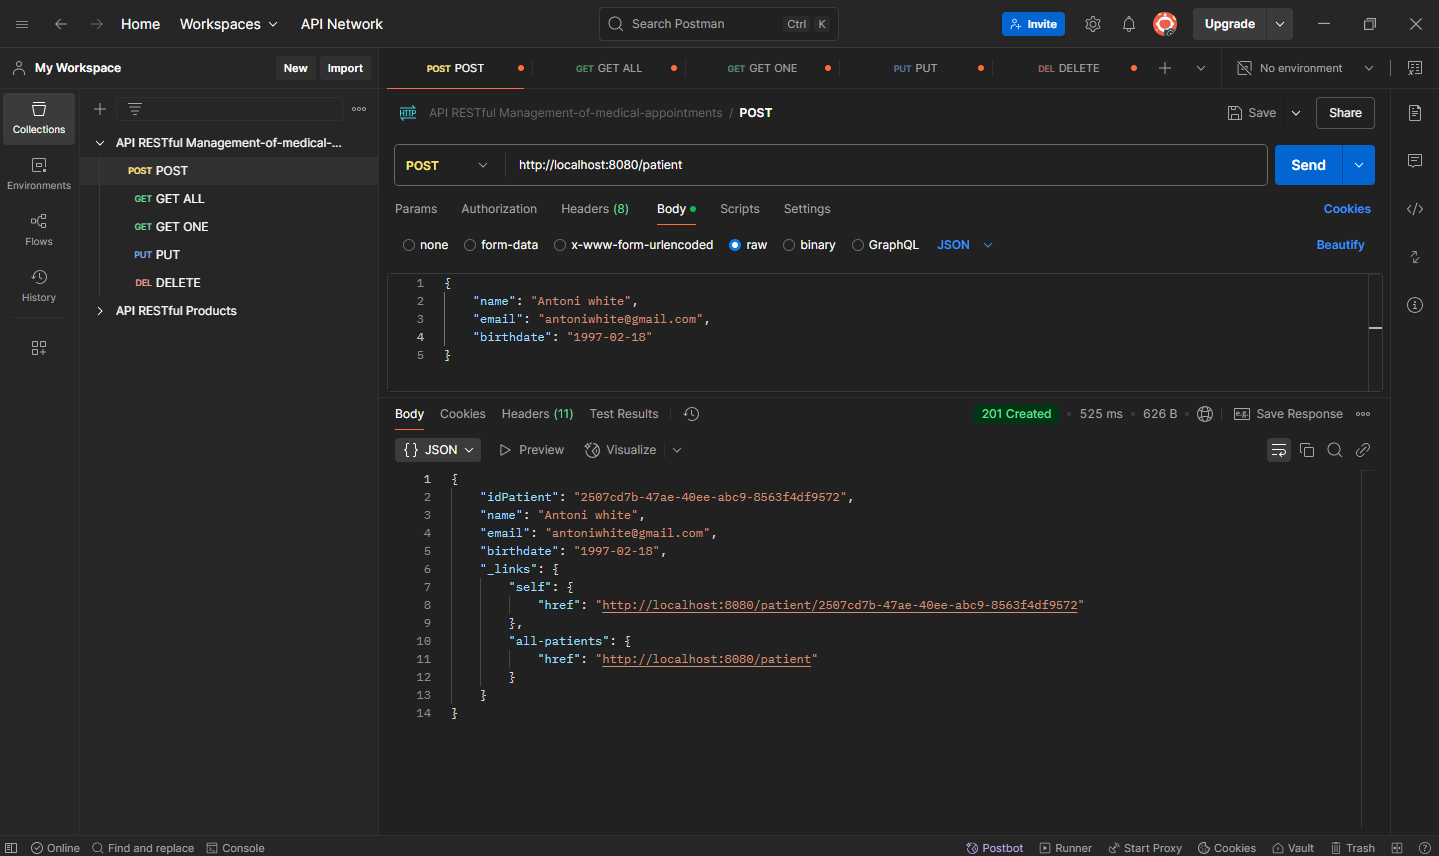 Home Workspaces API Network Search Postman Ctrl K Invite Upgrade
My Workspace New Import
POST POST GET GET ALL GET GET ONE PUT PUT DEL DELETE No environment
Collections
Environments
Flows
History
API RESTful Management-of-medical-...
POST POST
GET GET ALL
GET GET ONE
PUT PUT
DEL DELETE
API RESTful Products
HTTP API RESTful Management-of-medical-appointments / POST Save Share
POST http://localhost:8080/patient Send
Params Authorization Headers (8) Body Scripts Settings Cookies
none form-data x-www-form-urlencoded raw binary GraphQL JSON Beautify
1 {
2 "name": "Antoni white",
3 "email": "antoniwhite@gmail.com",
4 "birthdate": "1997-02-18"
5 }
Body Cookies Headers (11) Test Results 201 Created 525 ms 626 B e.g. Save Response
{} JSON Preview Visualize
1 {
2 "idPatient": "2507cd7b-47ae-40ee-abc9-8563f4df9572",
3 "name": "Antoni white",
4 "email": "antoniwhite@gmail.com",
5 "birthdate": "1997-02-18",
6 "_links": {
7 "self": {
8 "href": "http://localhost:8080/patient/2507cd7b-47ae-40ee-abc9-8563f4df9572"
9 },
10 "all-patients": {
11 "href": "http://localhost:8080/patient"
12 }
13 }
14 }
Online Find and replace Console Postbot Runner Start Proxy Cookies Vault Trash